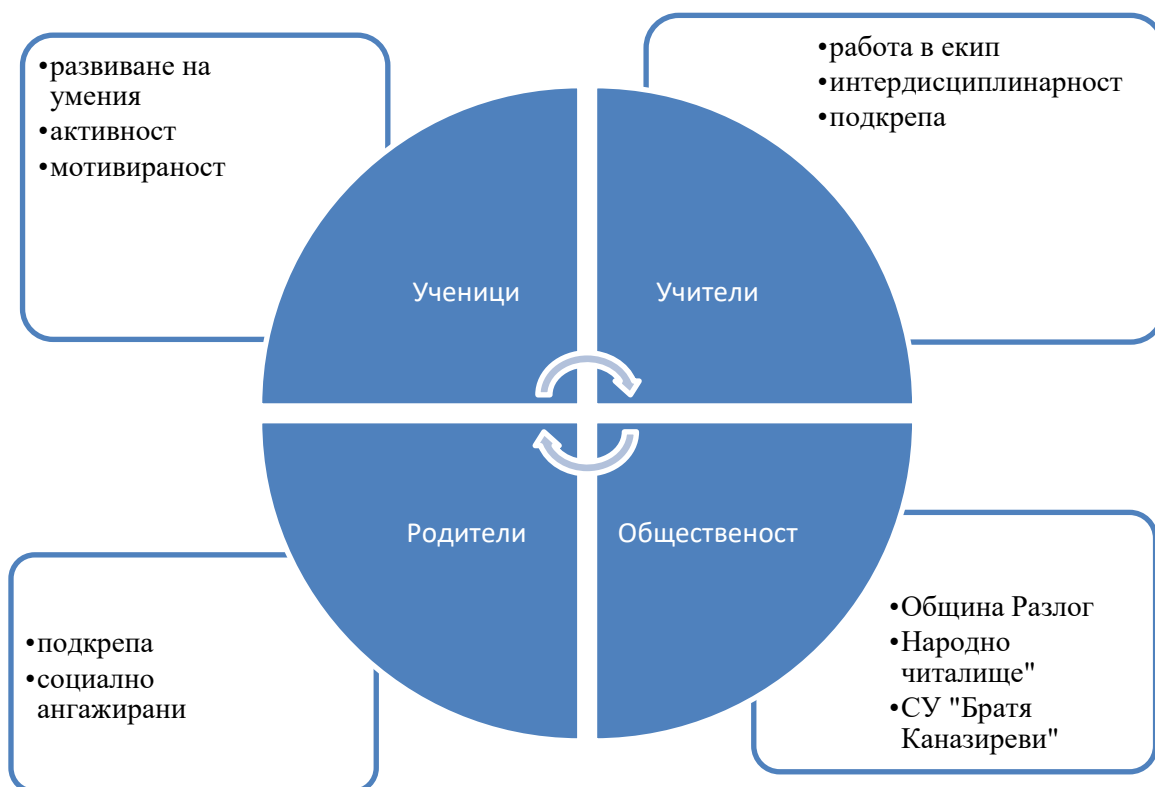 •развиване на
умения
•активност
•мотивираност
•работа в екип
•интердисциплинарност
•подкрепа
Ученици
Учители
Родители
Общественост
•подкрепа
•социално
ангажирани
•Община Разлог
•Народно
читалище"
•СУ "Братя
Каназиреви"